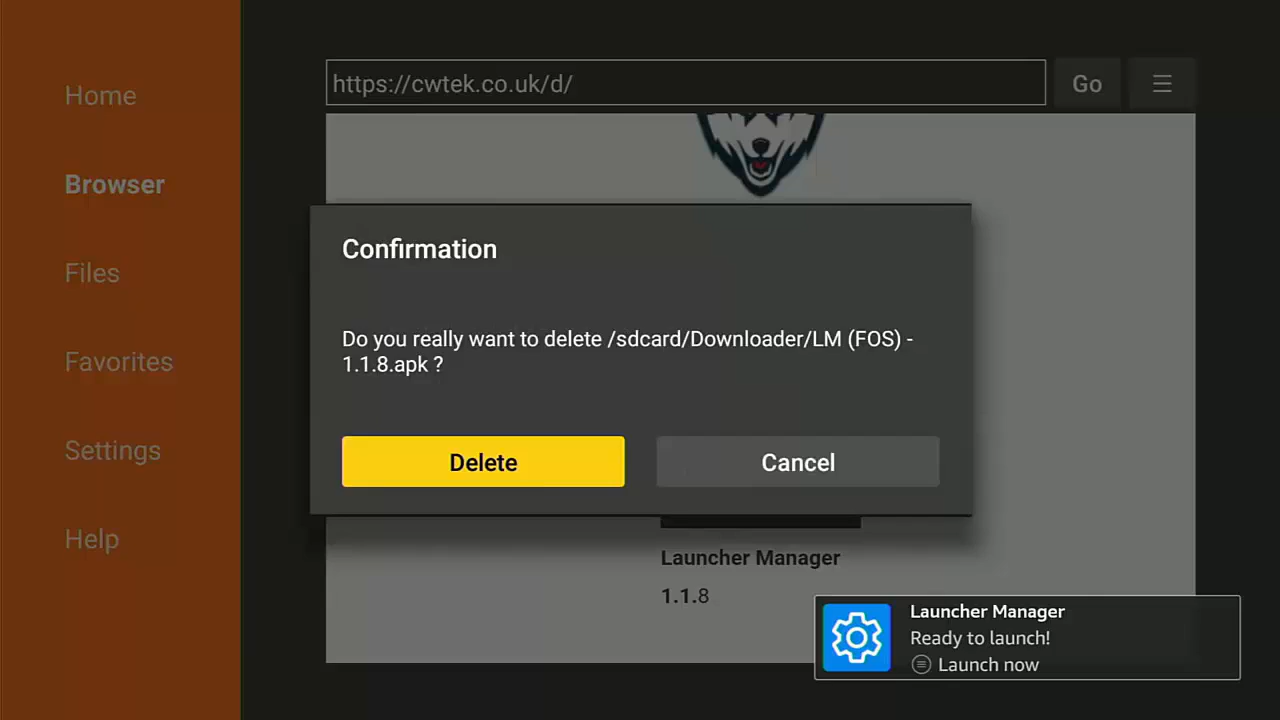 Home
Browser
Files
Favorites
Settings
Help
https://cwtek.co.uk/d/
Go
Confirmation
Do you really want to delete /sdcard/Downloader/LM (FOS) -
1.1.8.apk ?
Delete
Cancel
Launcher Manager
1.1.8
Launcher Manager
Ready to launch!
Launch now